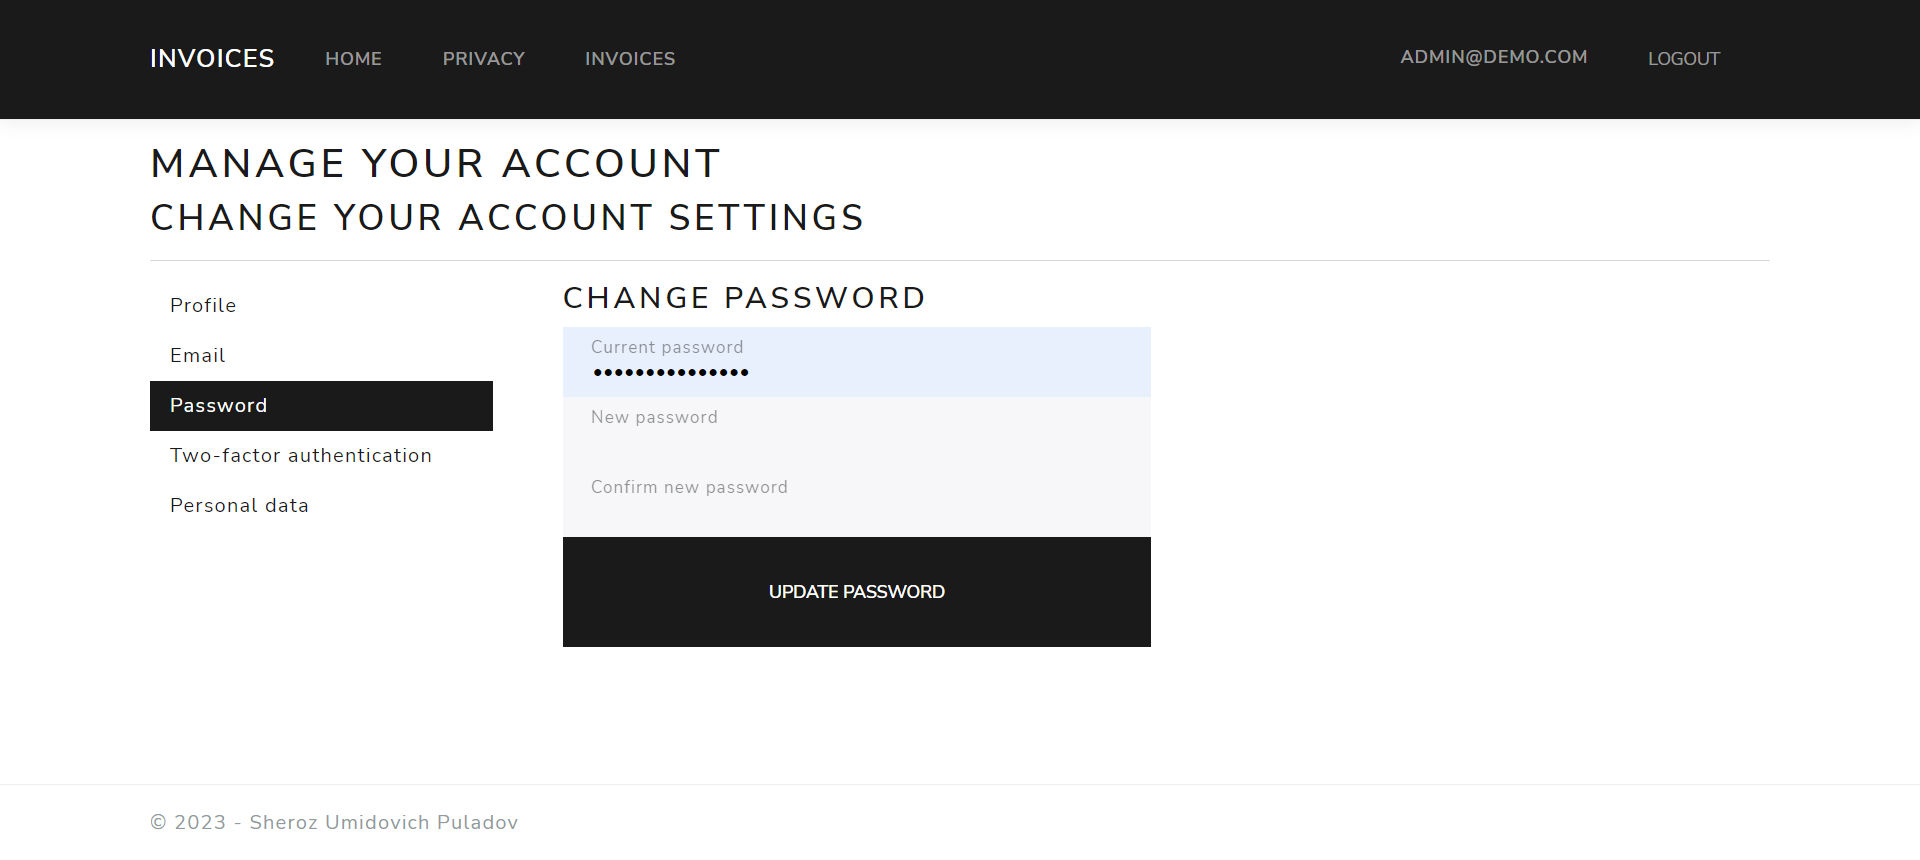 INVOICES HOME PRIVACY INVOICES ADMIN@DEMO.COM LOGOUT
MANAGE YOUR ACCOUNT
CHANGE YOUR ACCOUNT SETTINGS
Profile
Email
Password
Two-factor authentication
Personal data
CHANGE PASSWORD
Current password
•••••••••••••••
New password
Confirm new password
UPDATE PASSWORD
© 2023 - Sheroz Umidovich Puladov